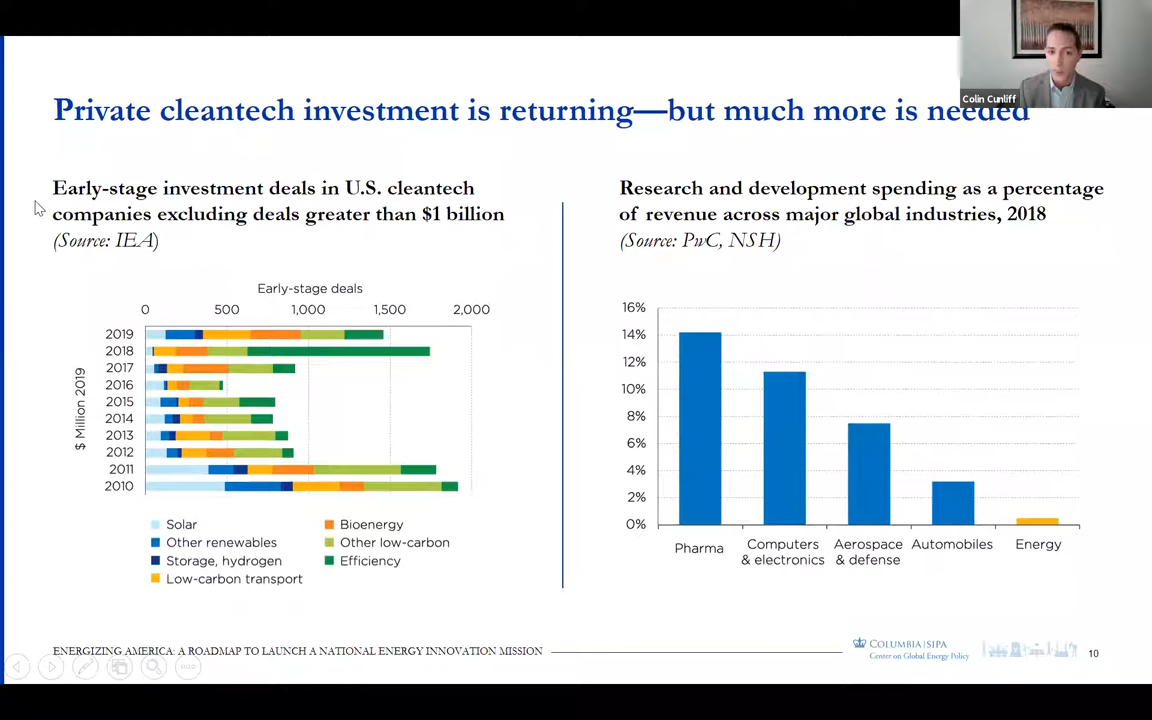 Colin Cunliff
Private cleantech investment is returning—but much more is needed
Early-stage investment deals in U.S. cleantech
companies excluding deals greater than $1 billion
(Source: IEA)
Early-stage deals
0 500 1,000 1,500 2,000
$ Million 2019
2019
2018
2017
2016
2015
2014
2013
2012
2011
2010
Solar
Other renewables
Storage, hydrogen
Low-carbon transport
Bioenergy
Other low-carbon
Efficiency
Research and development spending as a percentage
of revenue across major global industries, 2018
(Source: PwC, NSH)
16%
14%
12%
10%
8%
6%
4%
2%
0%
Pharma
Computers
& electronics
Aerospace
& defense
Automobiles
Energy
ENERGIZING AMERICA: A ROADMAP TO LAUNCH A NATIONAL ENERGY INNOVATION MISSION
COLUMBIA | SIPA
Center on Global Energy Policy
10